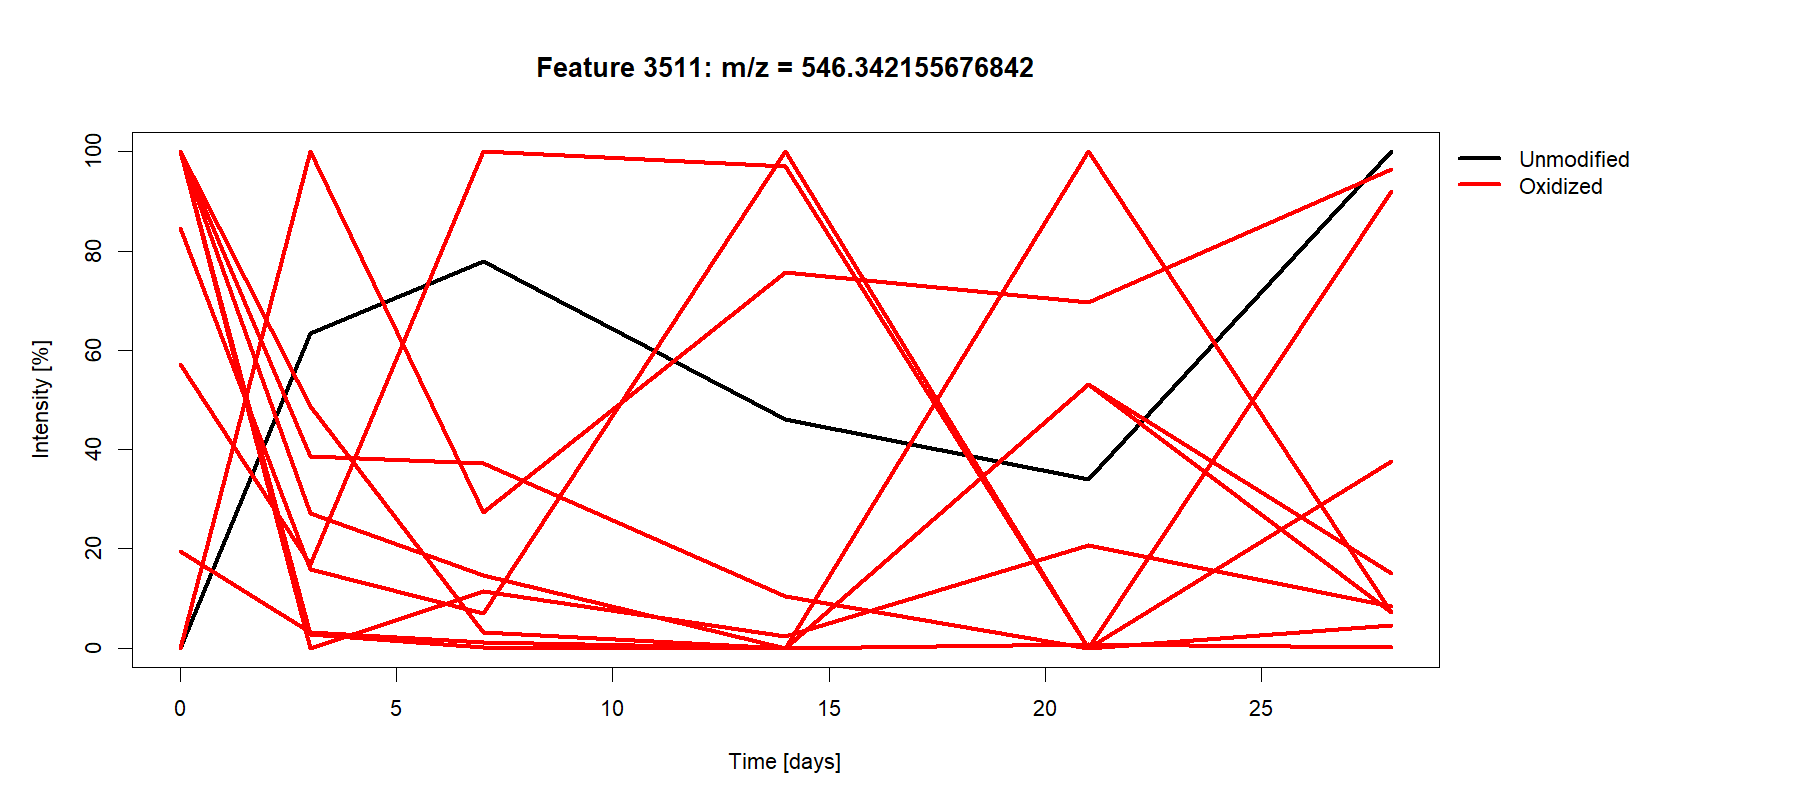 Feature 3511: m/z = 546.342155676842
Unmodified
Oxidized
Intensity [%]
100
80
60
40
20
0
0 5 10 15 20 25
Time [days]